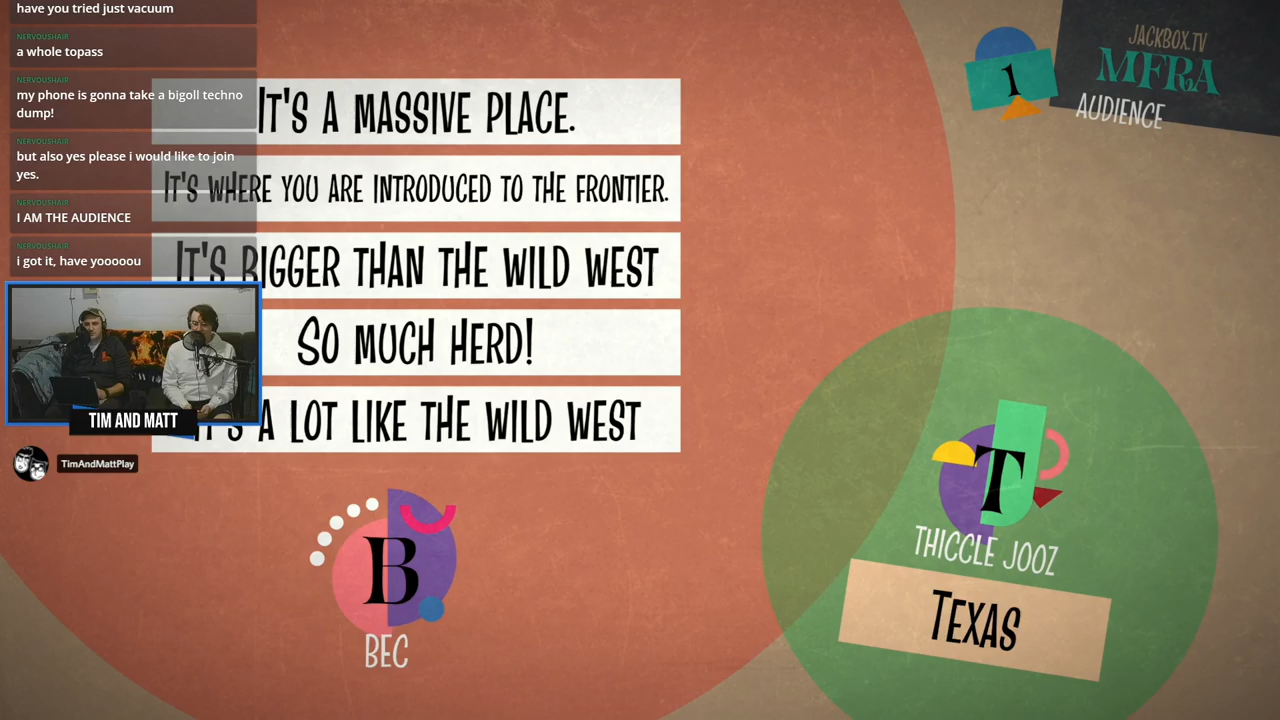 have you tried just vacuum
NERVOUSHAIR
a whole topass
NERVOUSHAIR
my phone is gonna take a bigoll techno
dump!
NERVOUSHAIR
but also yes please i would like to join
yes.
NERVOUSHAIR
I AM THE AUDIENCE
NERVOUSHAIR
i got it, have yooooou
TIM AND MATT
TimAndMattPlay
IT'S A MASSIVE PLACE.
IT'S WHERE YOU ARE INTRODUCED TO THE FRONTIER.
IT'S BIGGER THAN THE WILD WEST
SO MUCH HERD!
IT'S A LOT LIKE THE WILD WEST
B
BEC
1
JACKBOX.TV
MFRA
AUDIENCE
T
THICCLE JOOZ
TEXAS